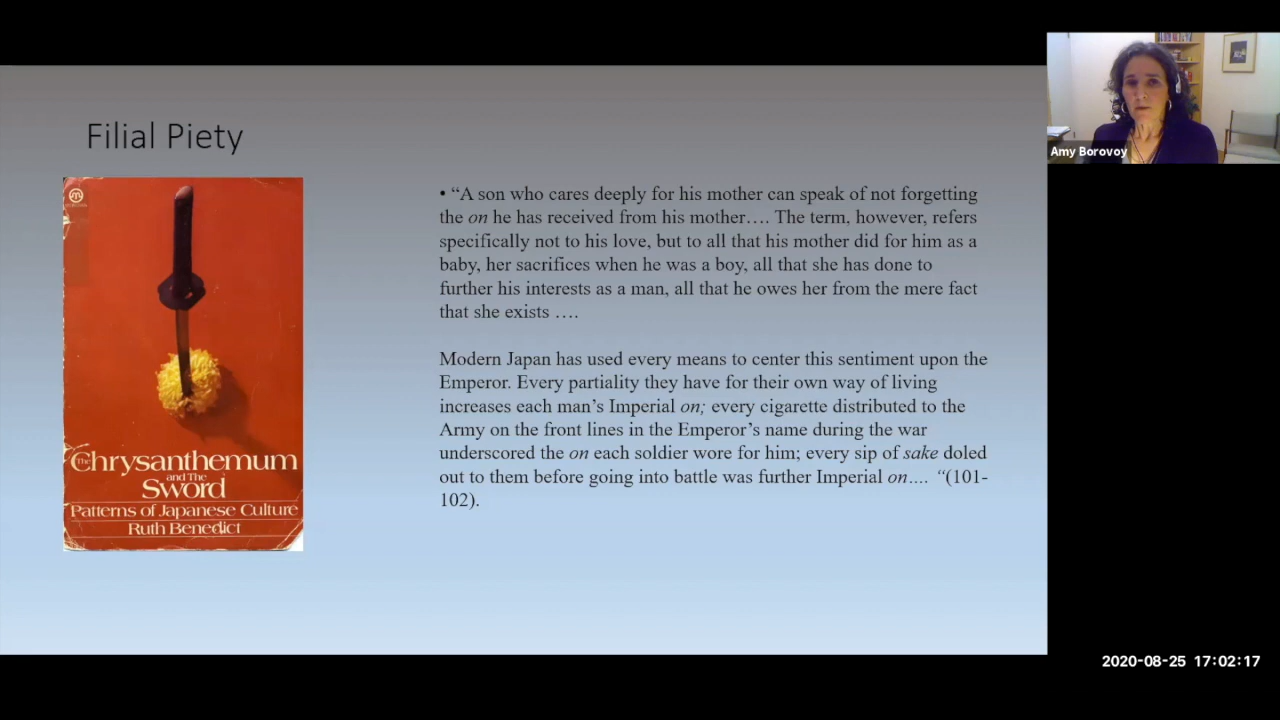 Filial Piety
The Chrysanthemum
and The
Sword
Patterns of Japanese Culture
Ruth Benedict
• “A son who cares deeply for his mother can speak of not forgetting
the on he has received from his mother…. The term, however, refers
specifically not to his love, but to all that his mother did for him as a
baby, her sacrifices when he was a boy, all that she has done to
further his interests as a man, all that he owes her from the mere fact
that she exists ….
Modern Japan has used every means to center this sentiment upon the
Emperor. Every partiality they have for their own way of living
increases each man’s Imperial on; every cigarette distributed to the
Army on the front lines in the Emperor’s name during the war
underscored the on each soldier wore for him; every sip of sake doled
out to them before going into battle was further Imperial on…. “(101-
102).
Amy Borovoy
2020-08-25 17:02:17